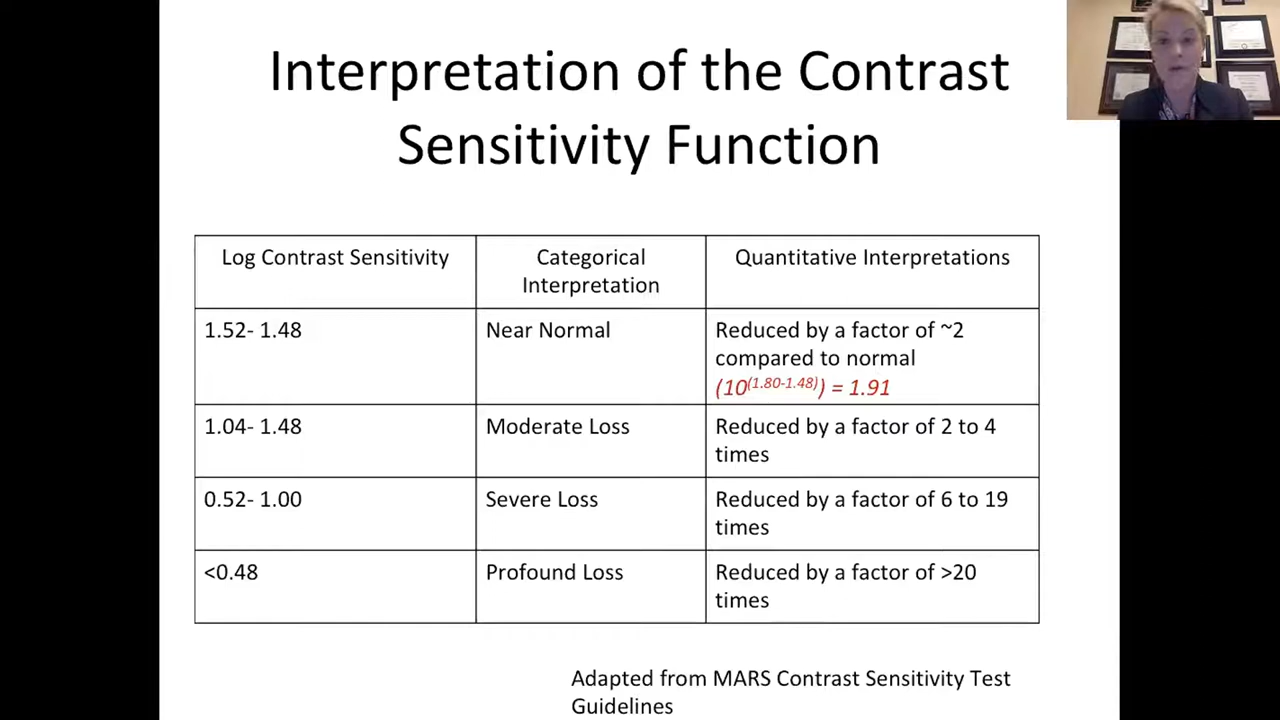 Interpretation of the Contrast
Sensitivity Function
Log Contrast Sensitivity
Categorical
Interpretation
Quantitative Interpretations
1.52- 1.48
Near Normal
Reduced by a factor of ~2
compared to normal
(10^(1.80-1.48)) = 1.91
1.04- 1.48
Moderate Loss
Reduced by a factor of 2 to 4
times
0.52- 1.00
Severe Loss
Reduced by a factor of 6 to 19
times
<0.48
Profound Loss
Reduced by a factor of >20
times
Adapted from MARS Contrast Sensitivity Test
Guidelines